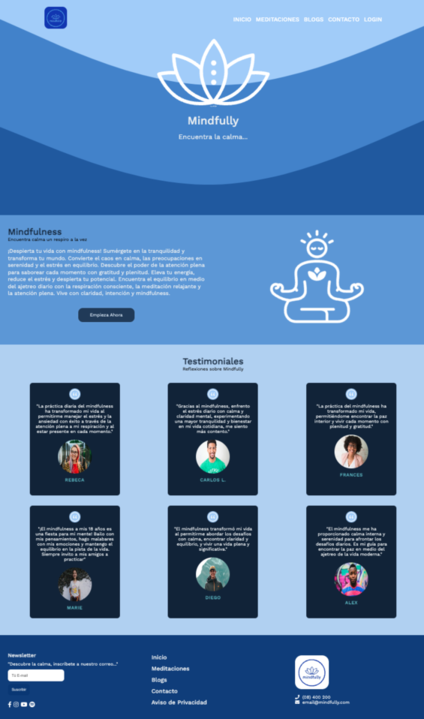 INICIO MEDITACIONES BLOGS CONTACTO LOGIN
Mindfully
Encuentra la calma...
Mindfulness
Encuentra calma un respiro a la vez
¡Despierta tu vida con mindfulness! Sumérgete en la tranquilidad y
transforma tu mundo. Convierte el caos en calma, las preocupaciones en
serenidad y el estrés en equilibrio. Descubre el poder de la atención plena
para saborear cada momento con gratitud y plenitud. Eleva tu energía,
reduce el estrés y despierta tu potencial. Encuentra el equilibrio en medio
del ajetreo diario con la respiración consciente, la meditación relajante y
la atención plena. Vive con claridad, intención y mindfulness.
Empieza Ahora
Testimoniales
Reflexiones sobre Mindfully
"La práctica diaria del mindfulness
ha transformado mi vida al
permitirme manejar el estrés y la
ansiedad con éxito a través de la
atención plena a mi respiración y al
estar presente en cada momento."
REBECA
"Gracias al mindfulness, enfrento
el estrés diario con calma y
claridad mental, experimentando
una mayor tranquilidad y bienestar
en mi vida cotidiana, me siento
más contento."
CARLOS L.
"La práctica del mindfulness ha
transformado mi vida,
permitiéndome encontrar la paz
interior y vivir cada momento con
plenitud y gratitud."
FRANCES
"¡El mindfulness a mis 18 años es
una fiesta para mi mente! Bailo con
mis pensamientos, hago malabares
con mis emociones y mantengo el
equilibrio en la pista de la vida.
Siempre invito a mis amigos a
practicar"
MARIE
"El mindfulness transformó mi vida
al permitirme abordar los desafíos
con calma, encontrar claridad y
equilibrio, y vivir una vida plena y
significativa."
DIEGO
"El mindfulness me ha
proporcionado calma interna y
serenidad para afrontar los
desafíos diarios. Es mi guía para
encontrar la paz en medio del
ajetreo de la vida moderna."
ALEX
Newsletter
"Descubre la calma, inscríbete a nuestro correo..."
Tu E-mail
Suscribir
Inicio
Meditaciones
Blogs
Contacto
Aviso de Privacidad
Mindfully
email@mindfully.com